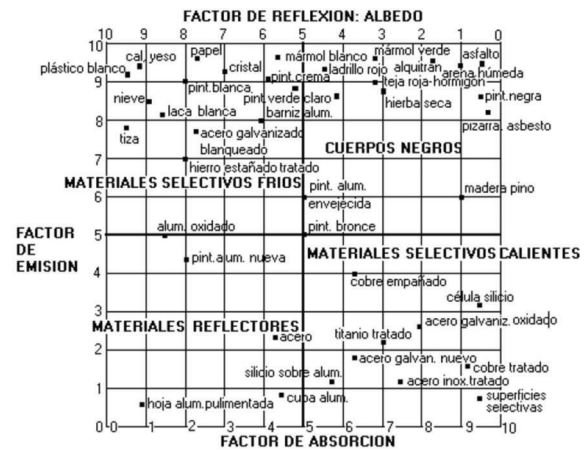 FACTOR DE REFLEXION: ALBEDO
10 9 8 7 6 5 4 3 2 1 0
10
cal, yeso
papel
mármol blanco
mármol verde
asfalto
plástico blanco
cristal
ladrillo rojo
alquitrán
9
pint.blanca
pint.crema
teja roja-hormigón
arena húmeda
nieve
pint.verde claro
hierba seca
pint.negra
laca blanca
barniz alum.
pizarra. asbesto
8
tiza
acero galvanizado
blanqueado
CUERPOS NEGROS
7
hierro estañado tratado
MATERIALES SELECTIVOS FRIOS
pint. alum.
envejecida
madera pino
6
alum. oxidado
pint. bronce
FACTOR
DE
EMISION
5
MATERIALES SELECTIVOS CALIENTES
4
pint.alum. nueva
cobre empañado
3
célula silicio
MATERIALES REFLECTORES
acero
titanio tratado
acero galvaniz. oxidado
2
acero galván. nuevo
silicio sobre alum.
cobre tratado
1
acero inox.tratado
hoja alum.pulimentada
cuba alum.
superficies
selectivas
0
0 1 2 3 4 5 6 7 8 9 10
FACTOR DE ABSORCION